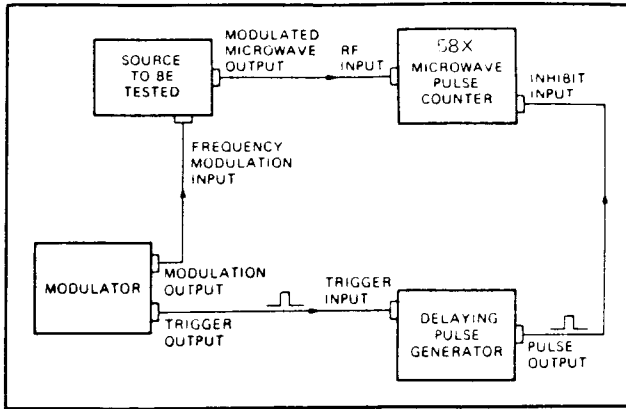 SOURCE
TO BE
TESTED
MODULATED
MICROWAVE
OUTPUT
RF
INPUT
58X
MICROWAVE
PULSE
COUNTER
INHIBIT
INPUT
FREQUENCY
MODULATION
INPUT
MODULATOR
MODULATION
OUTPUT
TRIGGER
OUTPUT
TRIGGER
INPUT
DELAYING
PULSE
GENERATOR
PULSE OUTPUT